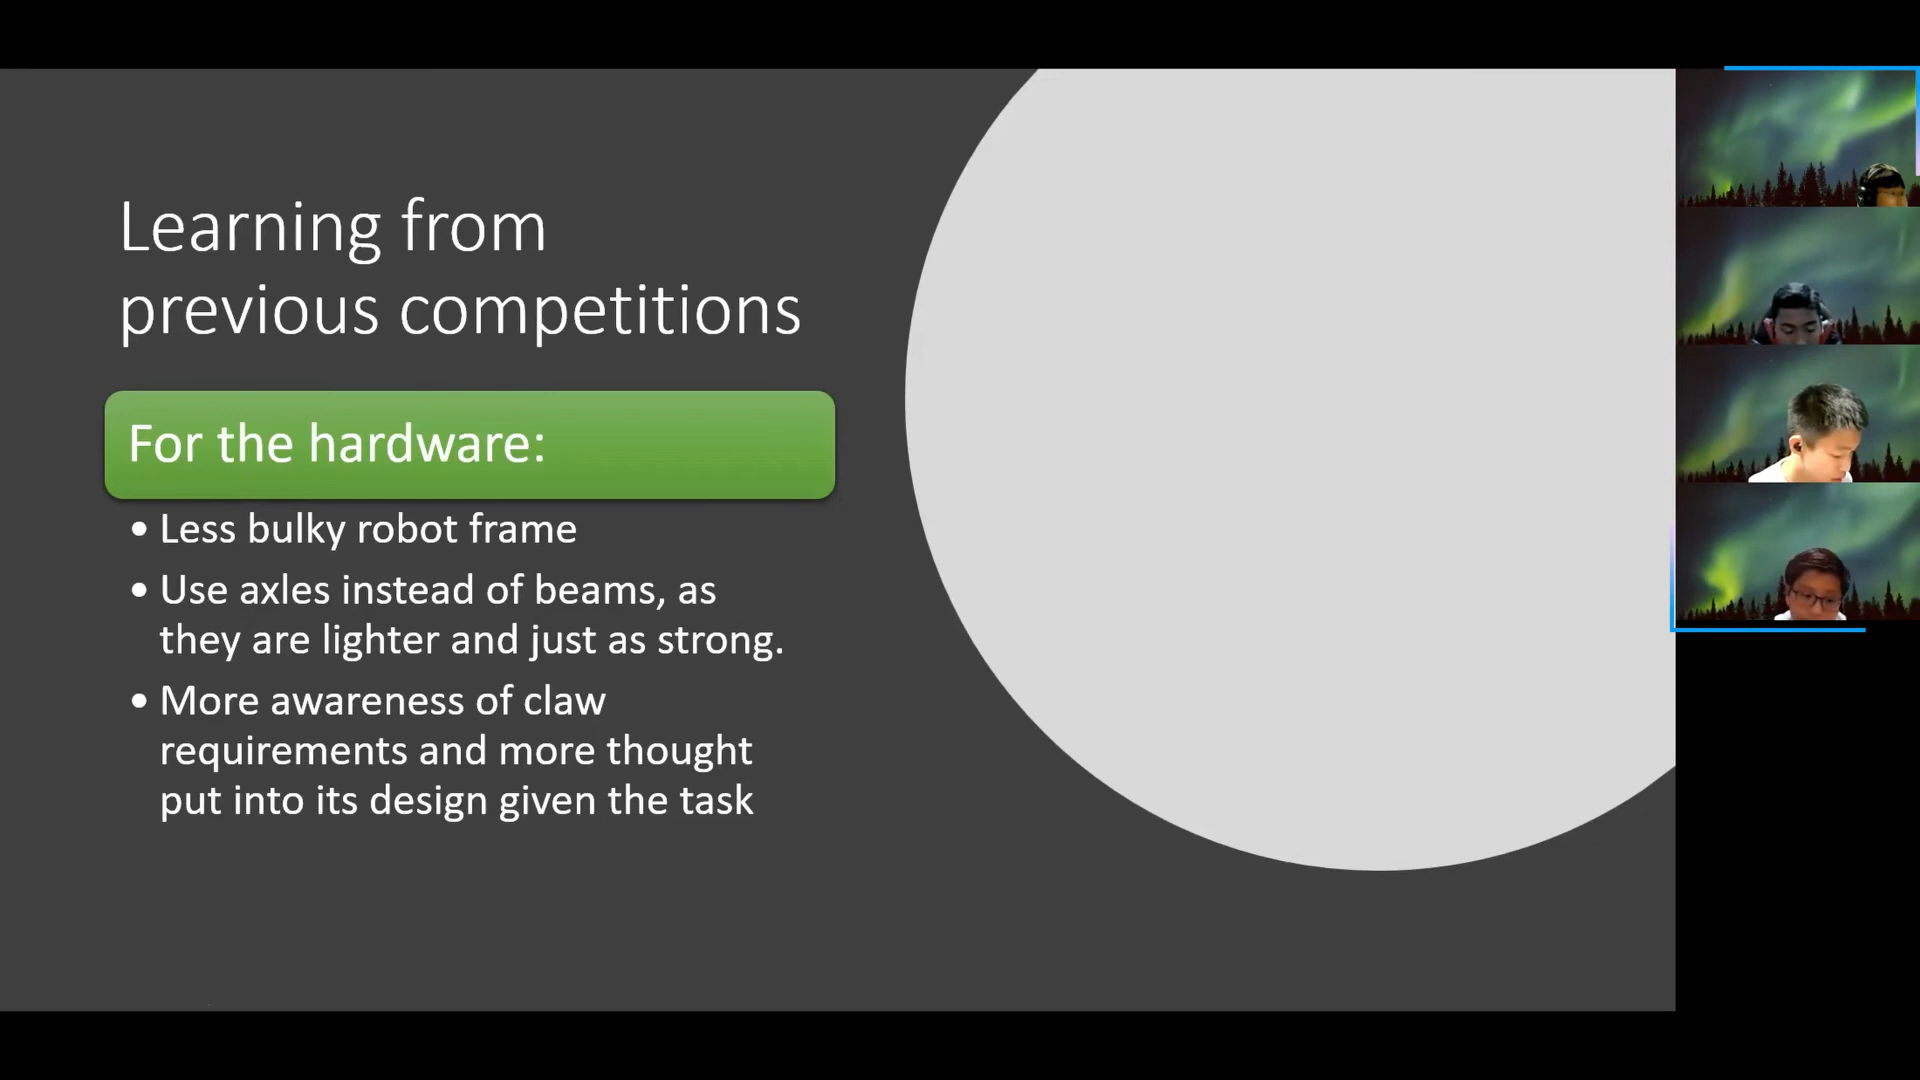 Learning from
previous competitions
For the hardware:
• Less bulky robot frame
• Use axles instead of beams, as
they are lighter and just as strong.
• More awareness of claw
requirements and more thought
put into its design given the task